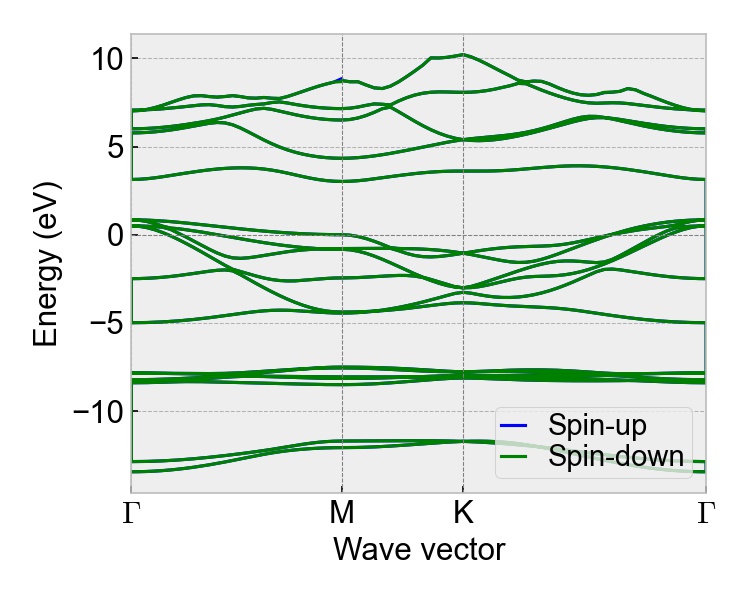 10
5
0
−5
−10
Energy (eV)
Spin-up
Spin-down
Γ M K Γ
Wave vector